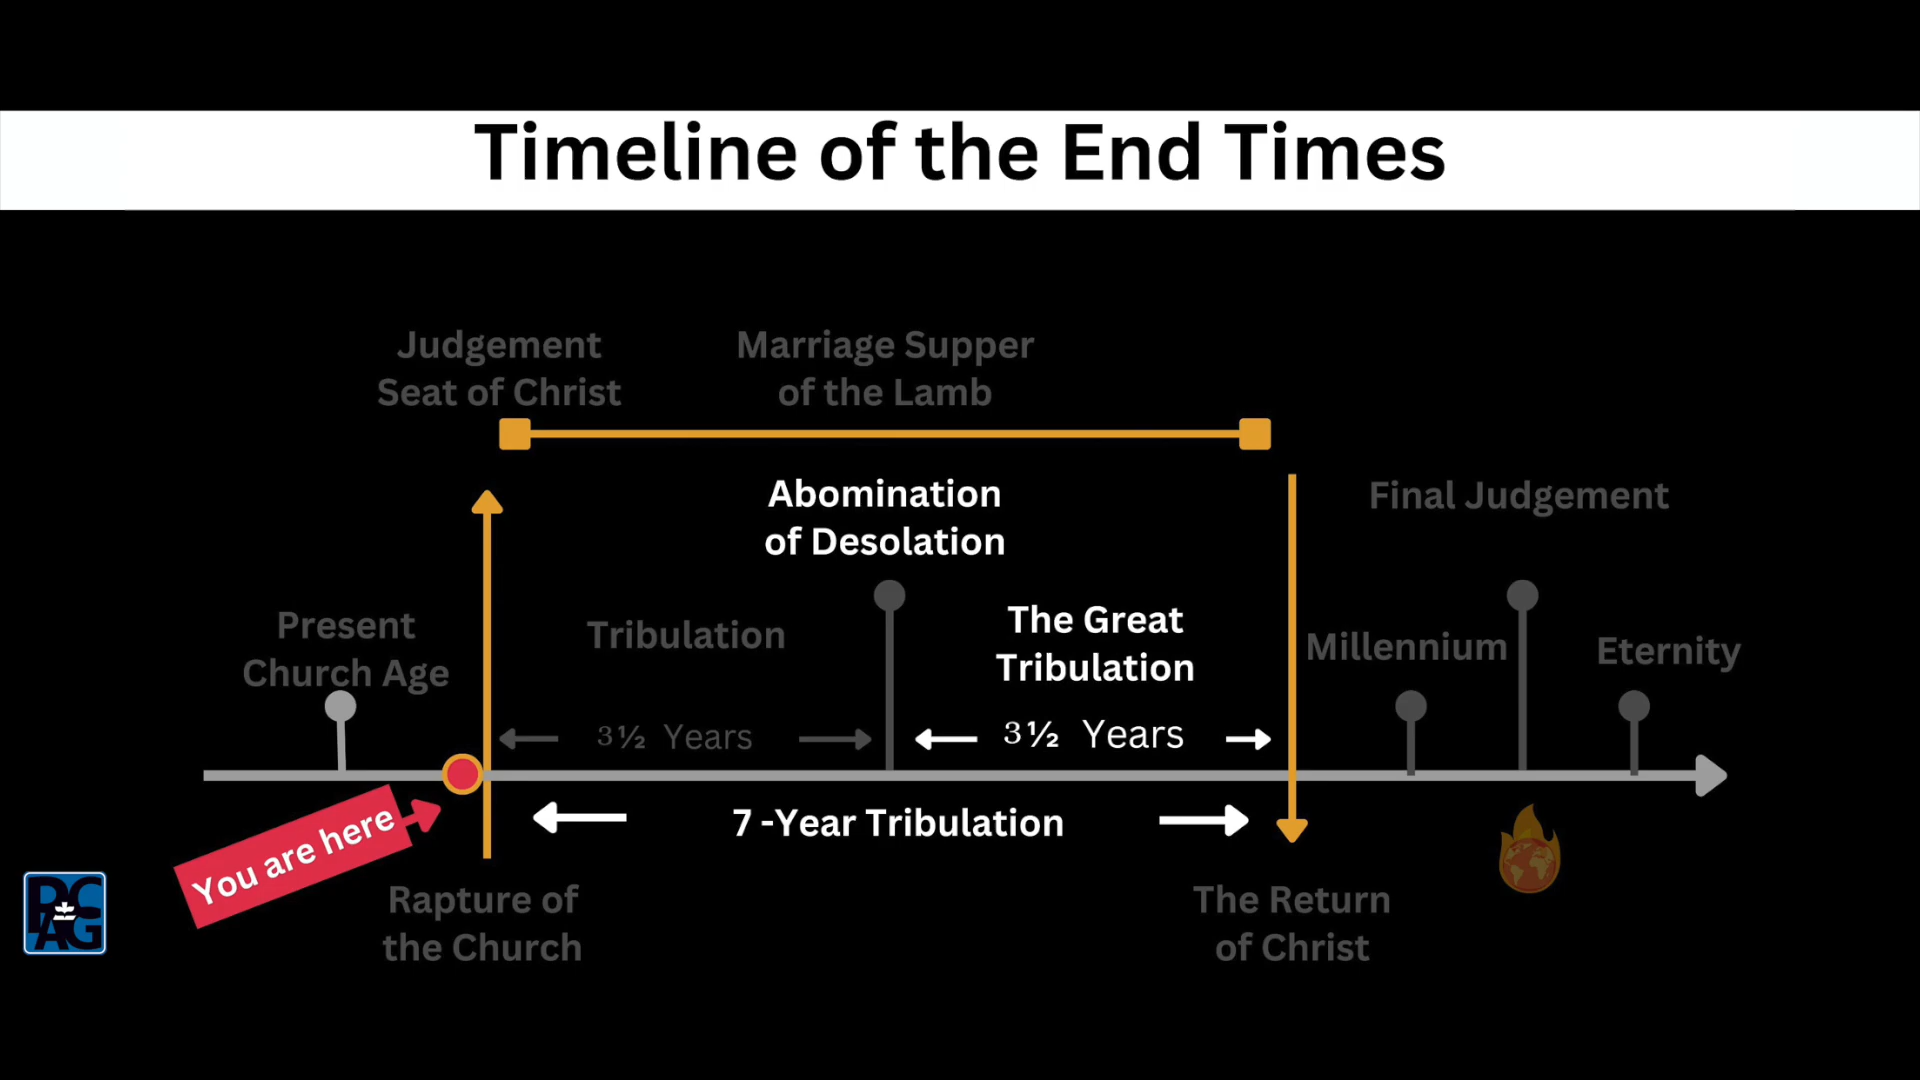 Timeline of the End Times
Judgement
Seat of Christ
Marriage Supper
of the Lamb
Abomination
of Desolation
Final Judgement
Present
Church Age
Tribulation
The Great
Tribulation
Millennium
Eternity
3½ Years
3½ Years
You are here
7 -Year Tribulation
Rapture of
the Church
The Return
of Christ
DCAG